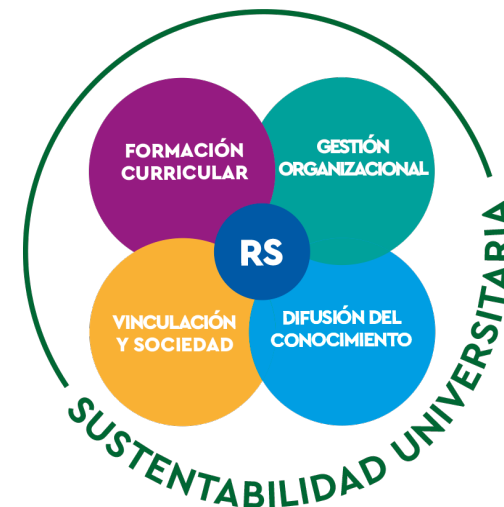 FORMACIÓN
CURRICULAR
GESTIÓN
ORGANIZACIONAL
RS
VINCULACIÓN
Y SOCIEDAD
DIFUSIÓN DEL
CONOCIMIENTO
SUSTENTABILIDAD UNIVERSITARIA